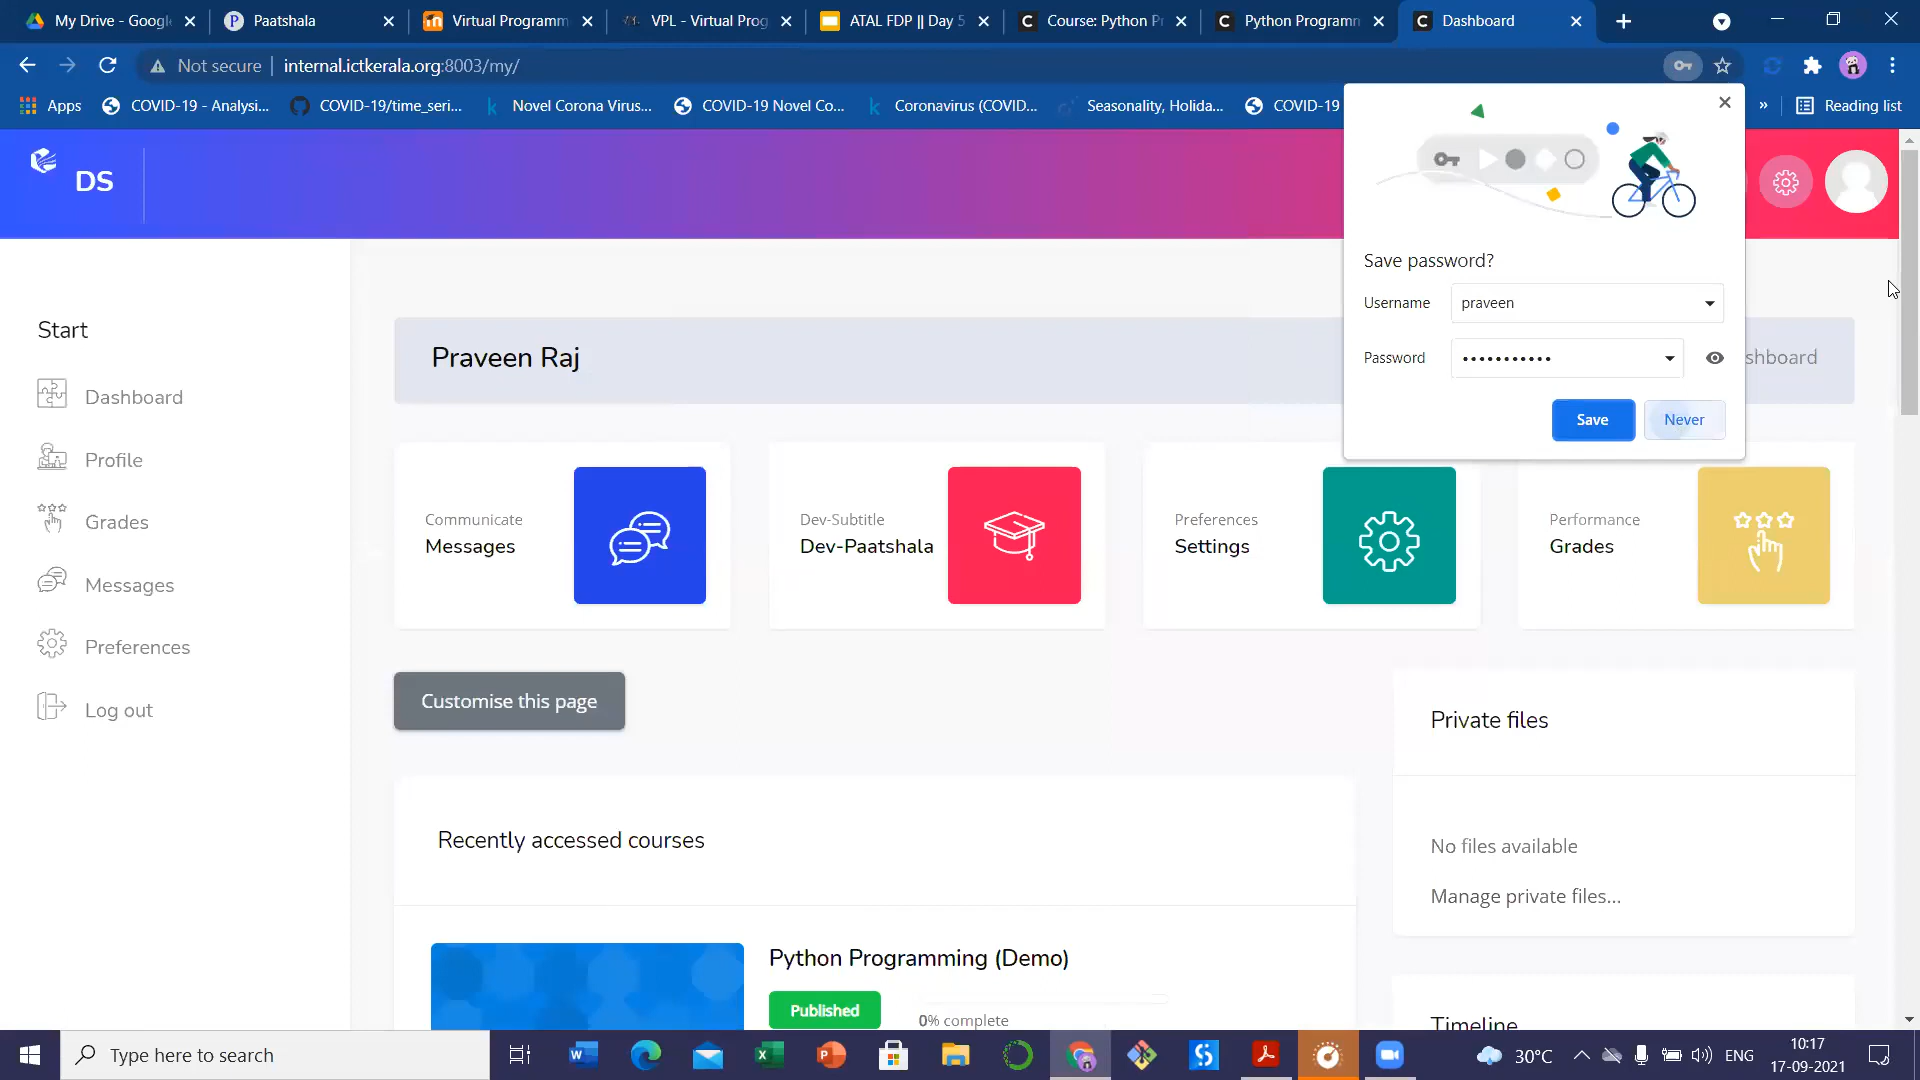 My Drive - Googl
Paatshala
Virtual Programm
VPL - Virtual Prog
ATAL FDP || Day 5
Course: Python Pr
Python Programm
Dashboard
Not secure
internal.ictkerala.org:8003/my/
Apps
COVID-19 - Analysi...
COVID-19/time_seri...
Novel Corona Virus...
COVID-19 Novel Co...
Coronavirus (COVID...
Seasonality, Holida...
COVID-19
»
Reading list
DS
Save password?
Username
praveen
Password
•••••••••••
Save
Never
Start
Dashboard
Profile
Grades
Messages
Preferences
Log out
Praveen Raj
shboard
Communicate
Messages
Dev-Subtitle
Dev-Paatshala
Preferences
Settings
Performance
Grades
Customise this page
Private files
No files available
Manage private files...
Recently accessed courses
Python Programming (Demo)
Published
0% complete
Timeline
Type here to search
30°C
ENG
10:17
17-09-2021